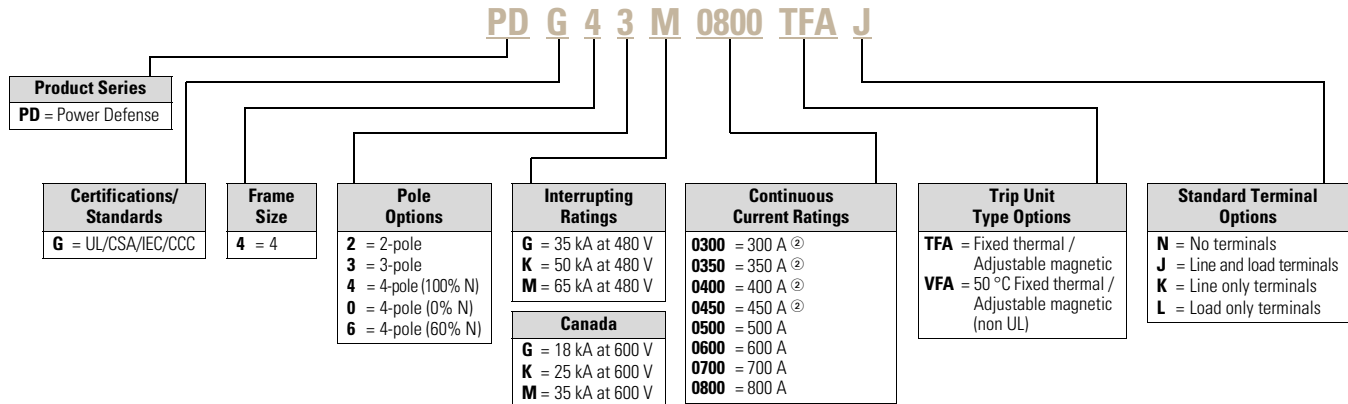 PD G 4 3 M 0800 TFA J
Product Series
PD = Power Defense
Certifications/
Standards
G = UL/CSA/IEC/CCC
Frame
Size
4 = 4
Pole
Options
2 = 2-pole
3 = 3-pole
4 = 4-pole (100% N)
0 = 4-pole (0% N)
6 = 4-pole (60% N)
Interrupting
Ratings
G = 35 kA at 480 V
K = 50 kA at 480 V
M = 65 kA at 480 V
Canada
G = 18 kA at 600 V
K = 25 kA at 600 V
M = 35 kA at 600 V
Continuous
Current Ratings
0300 = 300 A ②
0350 = 350 A ②
0400 = 400 A ②
0450 = 450 A ②
0500 = 500 A
0600 = 600 A
0700 = 700 A
0800 = 800 A
Trip Unit
Type Options
TFA = Fixed thermal /
Adjustable magnetic
VFA = 50 °C Fixed thermal /
Adjustable magnetic
(non UL)
Standard Terminal
Options
N = No terminals
J = Line and load terminals
K = Line only terminals
L = Load only terminals